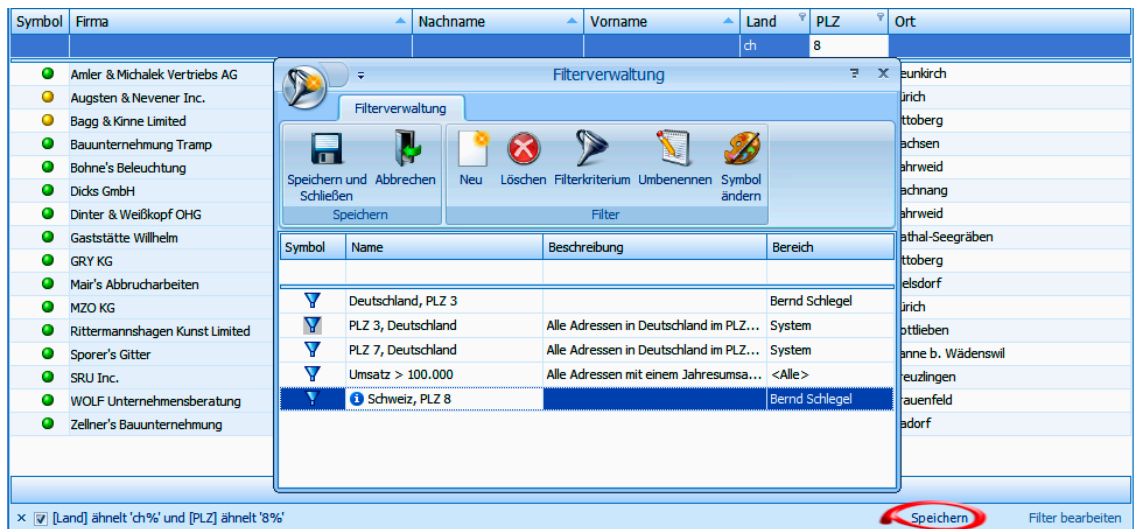 Symbol Firma Nachname Vorname Land PLZ Ort
ch 8
Filterverwaltung
Filterverwaltung
Speichern und Schließen
Abbrechen
Neu
Löschen
Filterkriterium
Umbenennen
Symbol ändern
Speichern
Filter
Symbol Name Beschreibung Bereich
Deutschland, PLZ 3 Bernd Schlegel
PLZ 3, Deutschland Alle Adressen in Deutschland im PLZ... System
PLZ 7, Deutschland Alle Adressen in Deutschland im PLZ... System
Umsatz > 100.000 Alle Adressen mit einem Jahresumsa... <Alle>
Schweiz, PLZ 8 Bernd Schlegel
Amler & Michalek Vertriebs AG eunkirch
Augsten & Nevener Inc. ürich
Bagg & Kinne Limited ttoberg
Bauunternehmung Tramp achsen
Bohne's Beleuchtung ahrweid
Dicks GmbH achnang
Dinter & Weißkopf OHG ahrweid
Gaststätte Willhelm athal-Seegräben
GRY KG ttoberg
Mair's Abbrucharbeiten elsdorf
MZO KG ürich
Rittermannshagen Kunst Limited ottlieben
Sporer's Gitter anne b. Wädenswil
SRU Inc. reuzlingen
WOLF Unternehmensberatung rauenfeld
Zellner's Bauunternehmung adorf
[Land] ähnelt 'ch%' und [PLZ] ähnelt '8%' Speichern Filter bearbeiten